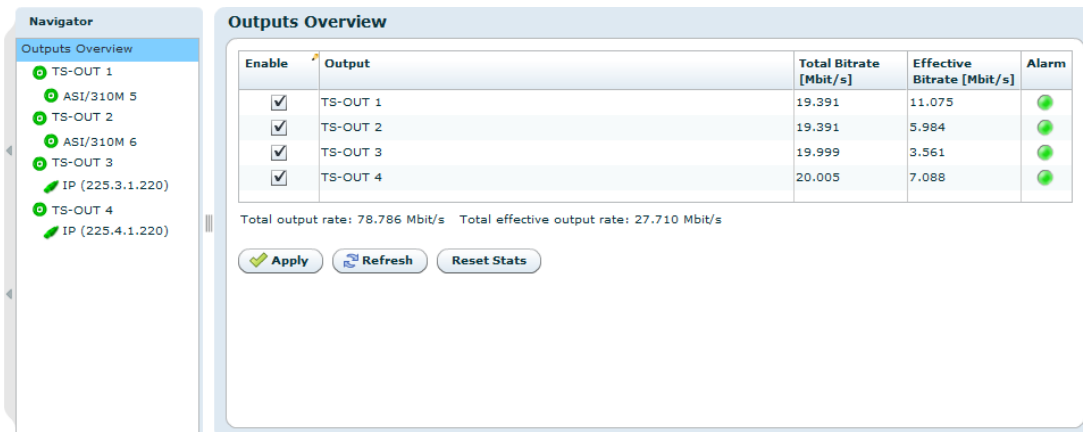 Navigator
Outputs Overview
TS-OUT 1
ASI/310M 5
TS-OUT 2
ASI/310M 6
TS-OUT 3
IP (225.3.1.220)
TS-OUT 4
IP (225.4.1.220)
Outputs Overview
Enable Output Total Bitrate [Mbit/s] Effective Bitrate [Mbit/s] Alarm
TS-OUT 1 19.391 11.075
TS-OUT 2 19.391 5.984
TS-OUT 3 19.999 3.561
TS-OUT 4 20.005 7.088
Total output rate: 78.786 Mbit/s Total effective output rate: 27.710 Mbit/s
Apply Refresh Reset Stats